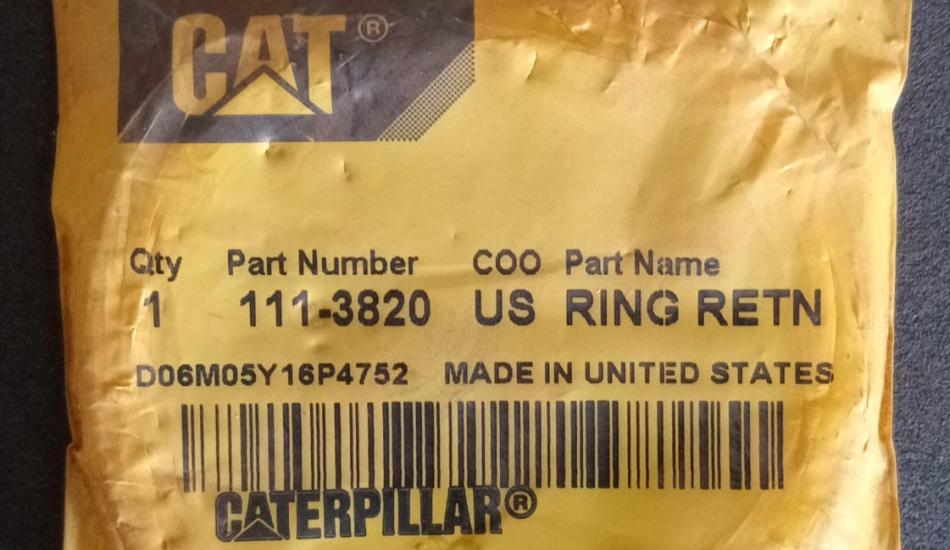 CAT®
Qty Part Number COO Part Name
1 111-3820 US RING RETN
D06M05Y16P4752 MADE IN UNITED STATES
CATERPILLAR®